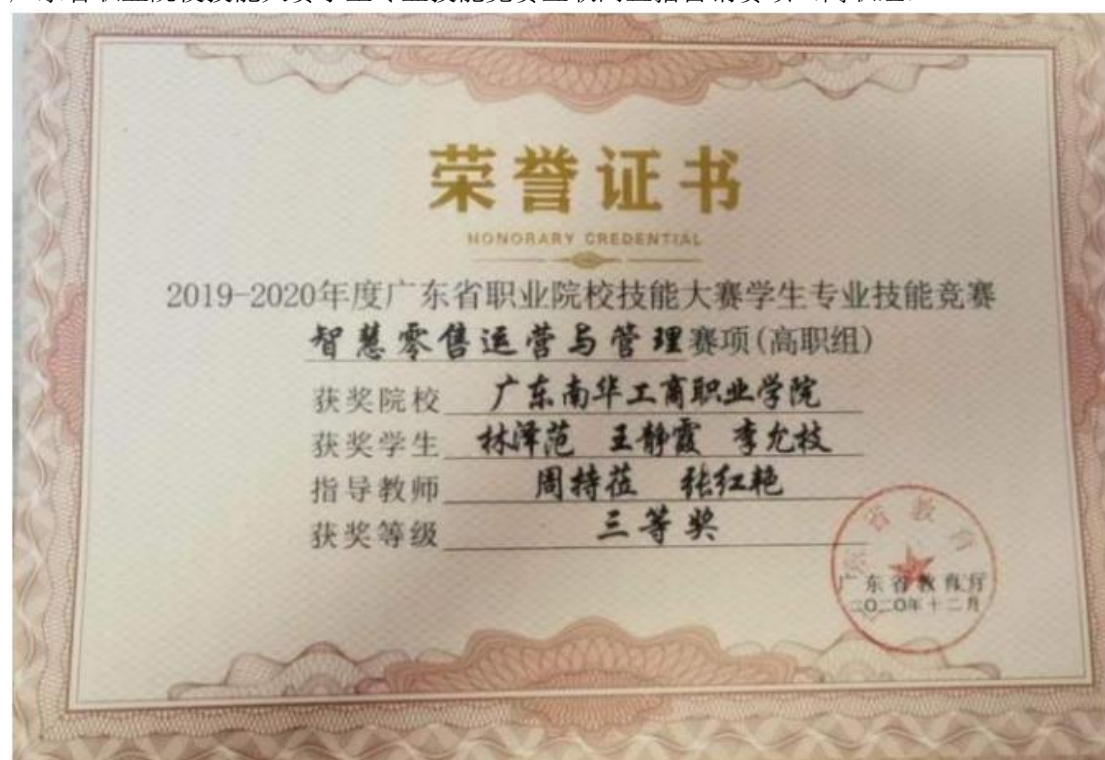 荣誉证书
HONORARY CREDENTIAL
2019-2020年度广东省职业院校技能大赛学生专业技能竞赛
智慧零售运营与管理赛项(高职组)
获奖院校 广东南华工商职业学院
获奖学生 林泽范 王静霞 李允枝
指导教师 周持莅 张红艳
获奖等级 三等奖
广东省教育厅
二〇二〇年十二月